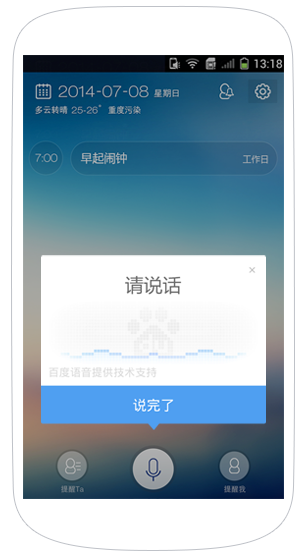 13:18
2014-07-08 星期日
多云转晴 25-26° 重度污染
7:00 早起闹钟 工作日
请说话
百度语音提供技术支持
说完了
提醒Ta 提醒我